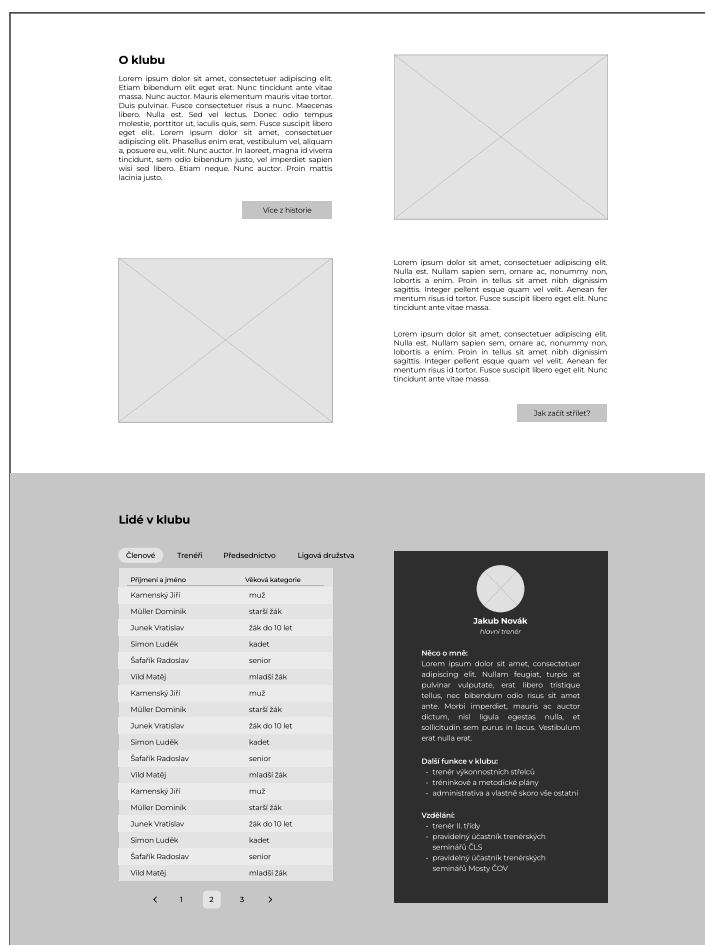 O klubu
Lorem ipsum dolor sit amet, consectetuer adipiscing elit.
Etiam bibendum elit eget erat. Nunc tincidunt ante vitae
massa. Nunc auctor. Mauris elementum mauris vitae tortor.
Duis pulvinar. Fusce consectetuer risus a nunc. Maecenas
libero. Nulla est. Sed vel lectus. Donec odio tempus
molestie, porttitor ut, iaculis quis, sem. Fusce suscipit libero
eget elit. Lorem ipsum dolor sit amet, consectetuer
adipiscing elit. Phasellus enim erat, vestibulum vel, aliquam
a, posuere eu, velit. Nunc auctor. In laoreet, magna id viverra
tincidunt, sem odio bibendum justo, vel imperdiet sapien
wisi sed libero. Etiam neque. Nunc auctor. Proin mattis
lacinia justo.
Více z historie
Lorem ipsum dolor sit amet, consectetuer adipiscing elit.
Nulla est. Nullam sapien sem, ornare ac, nonummy non,
lobortis a enim. Proin in tellus sit amet nibh dignissim
sagittis. Integer pellent esque quam vel velit. Aenean fer
mentum risus id tortor. Fusce suscipit libero eget elit. Nunc
tincidunt ante vitae massa.
Lorem ipsum dolor sit amet, consectetuer adipiscing elit.
Nulla est. Nullam sapien sem, ornare ac, nonummy non,
lobortis a enim. Proin in tellus sit amet nibh dignissim
sagittis. Integer pellent esque quam vel velit. Aenean fer
mentum risus id tortor. Fusce suscipit libero eget elit. Nunc
tincidunt ante vitae massa.
Jak začít střílet?
Lidé v klubu
Členové Trenéři Předsednictvo Ligová družstva
Příjmení a jméno Věková kategorie
Kamenský Jiří muž
Müller Dominik starší žák
Junek Vratislav žák do 10 let
Simon Luděk kadet
Šafařík Radoslav senior
Vild Matěj mladší žák
Kamenský Jiří muž
Müller Dominik starší žák
Junek Vratislav žák do 10 let
Simon Luděk kadet
Šafařík Radoslav senior
Vild Matěj mladší žák
Kamenský Jiří muž
Müller Dominik starší žák
Junek Vratislav žák do 10 let
Simon Luděk kadet
Šafařík Radoslav senior
Vild Matěj mladší žák
1 2 3
Jakub Novák
hlavní trenér
Něco o mně:
Lorem ipsum dolor sit amet, consectetuer
adipiscing elit. Nullam feugiat, turpis at
pulvinar vulputate, erat libero tristique
tellus, nec bibendum odio risus sit amet
ante. Morbi imperdiet, mauris ac auctor
dictum, nisl ligula egestas nulla, et
sollicitudin sem purus in lacus. Vestibulum
erat nulla erat.
Další funkce v klubu:
- trenér výkonnostních střelců
- tréninkové a metodické plány
- administrativa a vlastně skoro vše ostatní
Vzdělání:
- trenér II. třídy
- pravidelný účastník trenérských
seminářů ČLS
- pravidelný účastník trenérských
seminářů Mosty ČOV